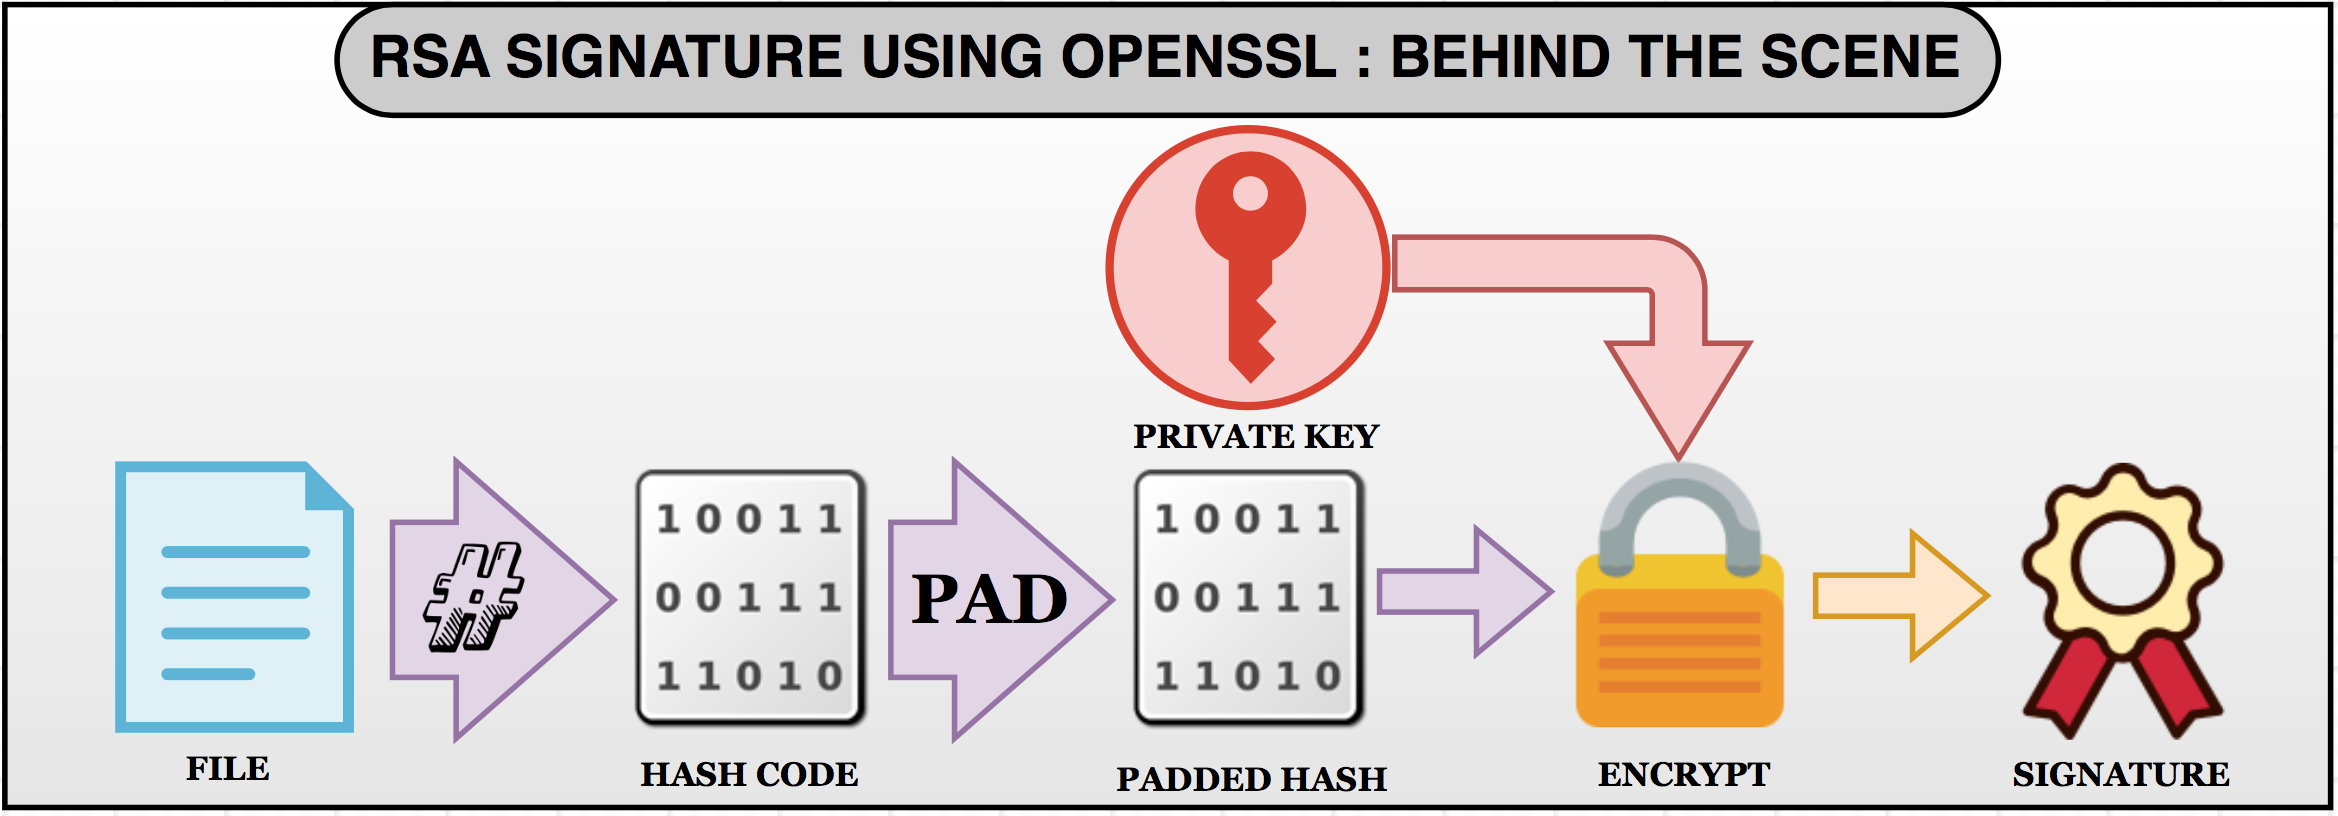 RSA SIGNATURE USING OPENSSL : BEHIND THE SCENE
PRIVATE KEY
#
1 0 0 1 1
0 0 1 1 1
1 1 0 1 0
PAD
1 0 0 1 1
0 0 1 1 1
1 1 0 1 0
FILE
HASH CODE
PADDED HASH
ENCRYPT
SIGNATURE